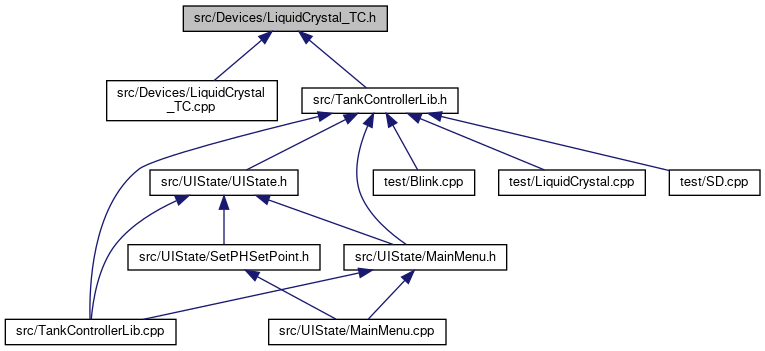 src/Devices/LiquidCrystal_TC.h
src/Devices/LiquidCrystal
_TC.cpp
src/TankControllerLib.h
src/UIState/UIState.h
test/Blink.cpp
test/LiquidCrystal.cpp
test/SD.cpp
src/UIState/SetPHSetPoint.h
src/UIState/MainMenu.h
src/TankControllerLib.cpp
src/UIState/MainMenu.cpp